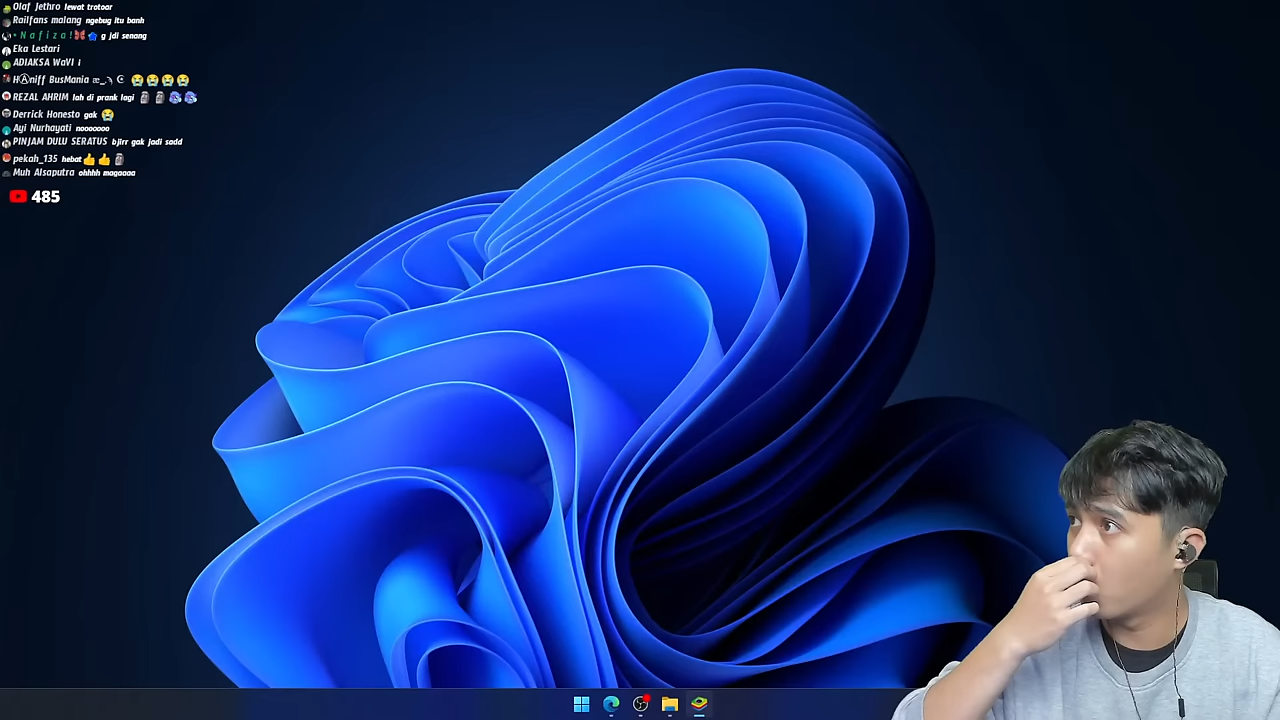 Olaf Jethro lewat trotoar
Railfans malang ngebug itu banh
• N a f i z a ! g jdi senang
Eka Lestari
ADIAKSA WaVI i
HⒶniff BusMania
REZAL AHRIM lah di prank lagi
Derrick Honesto gak
Ayi Nurhayati nooooooo
PINJAM DULU SERATUS bjirr gak jadi sadd
pekah_135 hebat
Muh Alsaputra ohhhh magaaaa
485